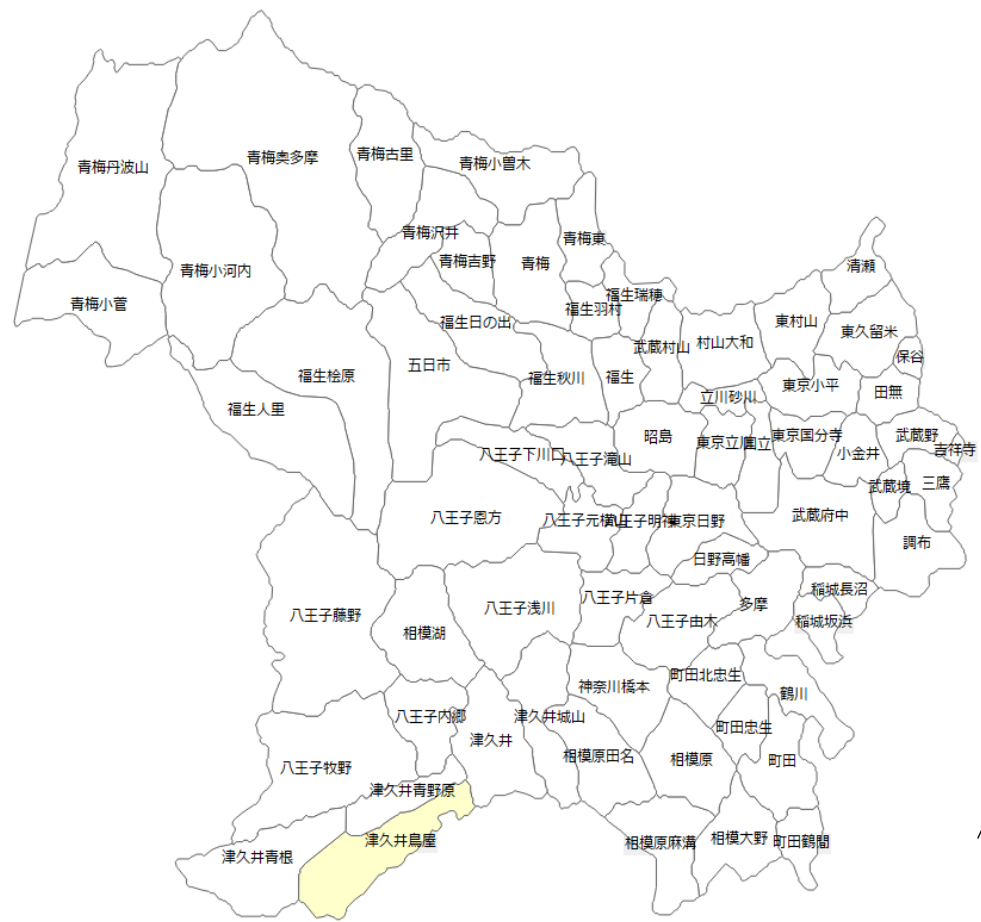 青梅丹波山
青梅奥多摩
青梅古里
青梅小曽木
青梅沢井
青梅東
青梅吉野
青梅
青梅小河内
青梅小菅
清瀬
福生瑞穂
福生羽村
福生日の出
東村山
東久留米
村山大和
武蔵村山
保谷
五日市
福生桧原
福生秋川
福生
東京小平
田無
立川砂川
福生人里
昭島
東京立川
国立
東京国分寺
小金井
武蔵野
吉祥寺
八王子下川口
八王子滝山
武蔵境
三鷹
八王子恩方
八王子元横山
八王子明神
東京日野
武蔵府中
調布
日野高幡
八王子藤野
相模湖
八王子浅川
八王子片倉
八王子由木
多摩
稲城長沼
稲城坂浜
神奈川橋本
町田北忠生
鶴川
八王子内郷
津久井城山
町田忠生
津久井
相模原田名
相模原
町田
八王子牧野
津久井青野原
津久井鳥屋
相模原麻溝
相模大野
町田鶴間
津久井青根